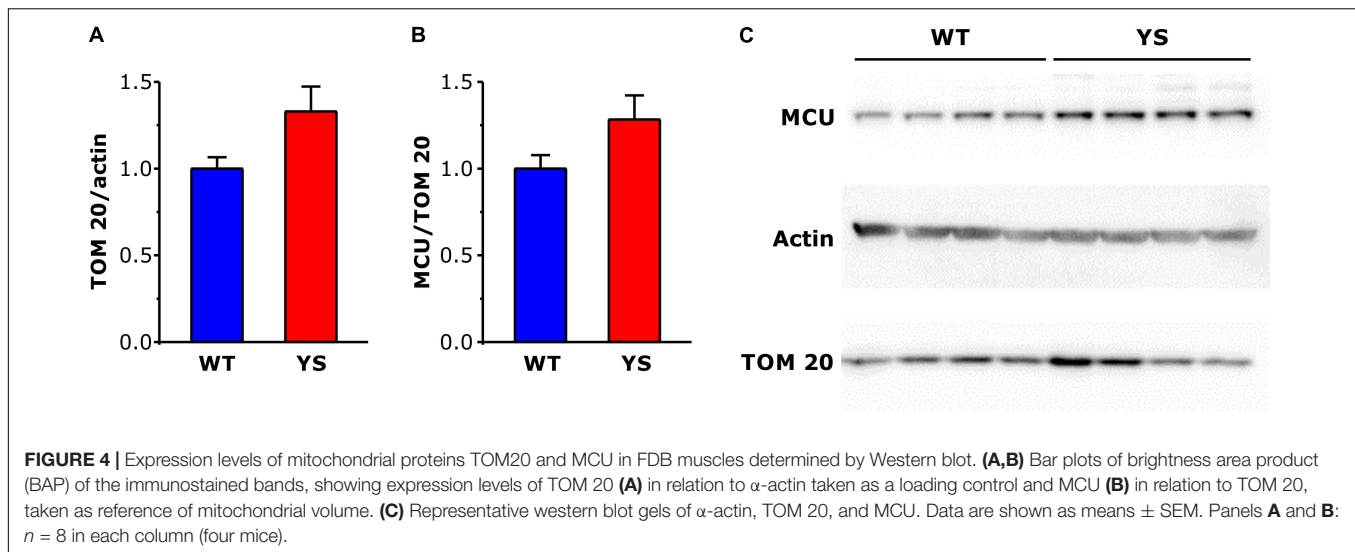 A
B
C
WT
YS
1.5
1.0
0.5
0.0
TOM 20/actin
WT
YS
1.5
1.0
0.5
0.0
MCU/TOM 20
WT
YS
MCU
Actin
TOM 20
FIGURE 4 | Expression levels of mitochondrial proteins TOM20 and MCU in FDB muscles determined by Western blot. (A,B) Bar plots of brightness area product
(BAP) of the immunostained bands, showing expression levels of TOM 20 (A) in relation to α-actin taken as a loading control and MCU (B) in relation to TOM 20,
taken as reference of mitochondrial volume. (C) Representative western blot gels of α-actin, TOM 20, and MCU. Data are shown as means ± SEM. Panels A and B:
n = 8 in each column (four mice).